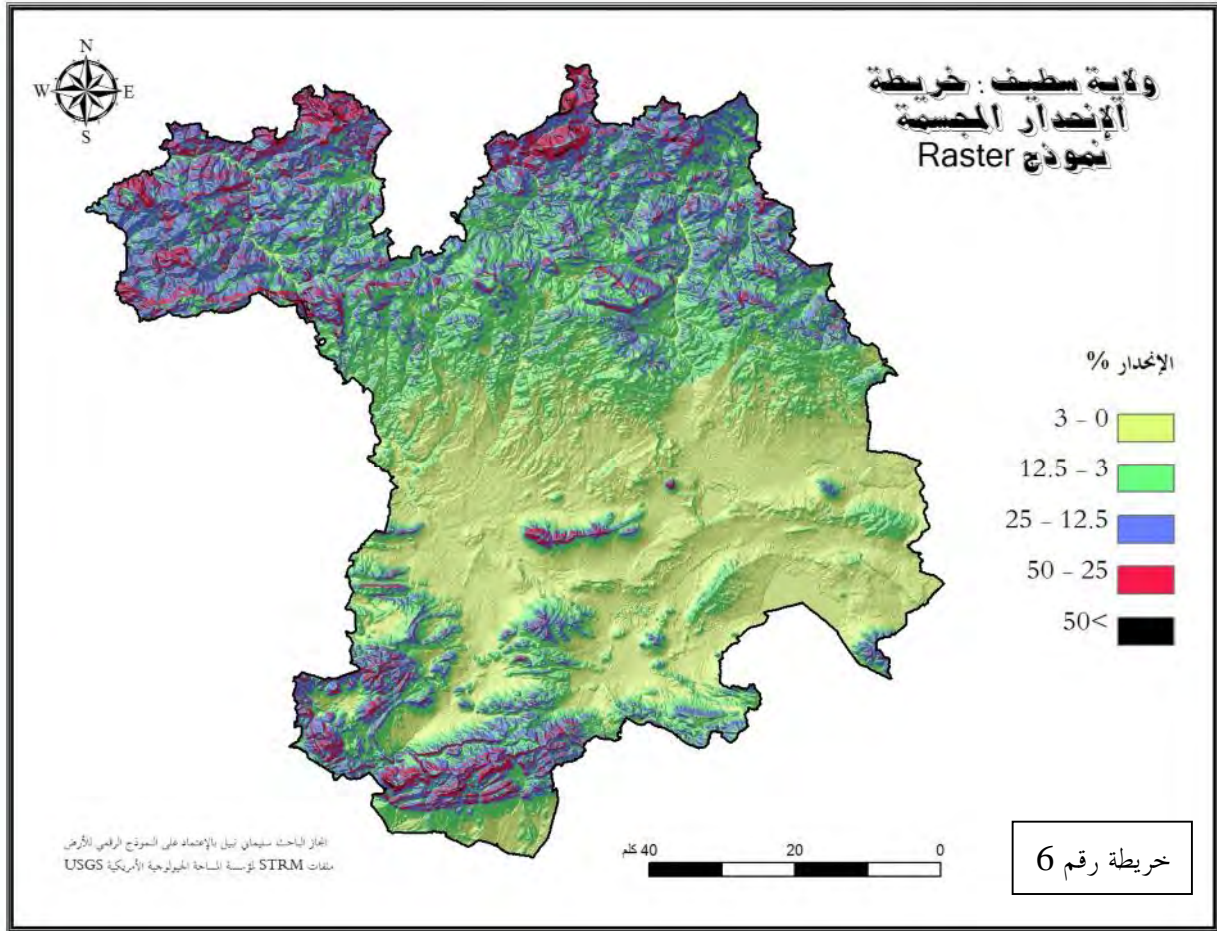 N
W E
S
ولاية سطيف : خريطة
الإنحدار المجسمة
نموذج Raster
الإنحدار %
3 - 0
12.5 - 3
25 - 12.5
50 - 25
50<
انجاز الباحث سليماني نبيل بالإعتماد على النموذج الرقمي للأرض
ملفات STRM لمؤسسة المساحة الجيولوجية الأمريكية USGS
40 كلم 20 0
خريطة رقم 6